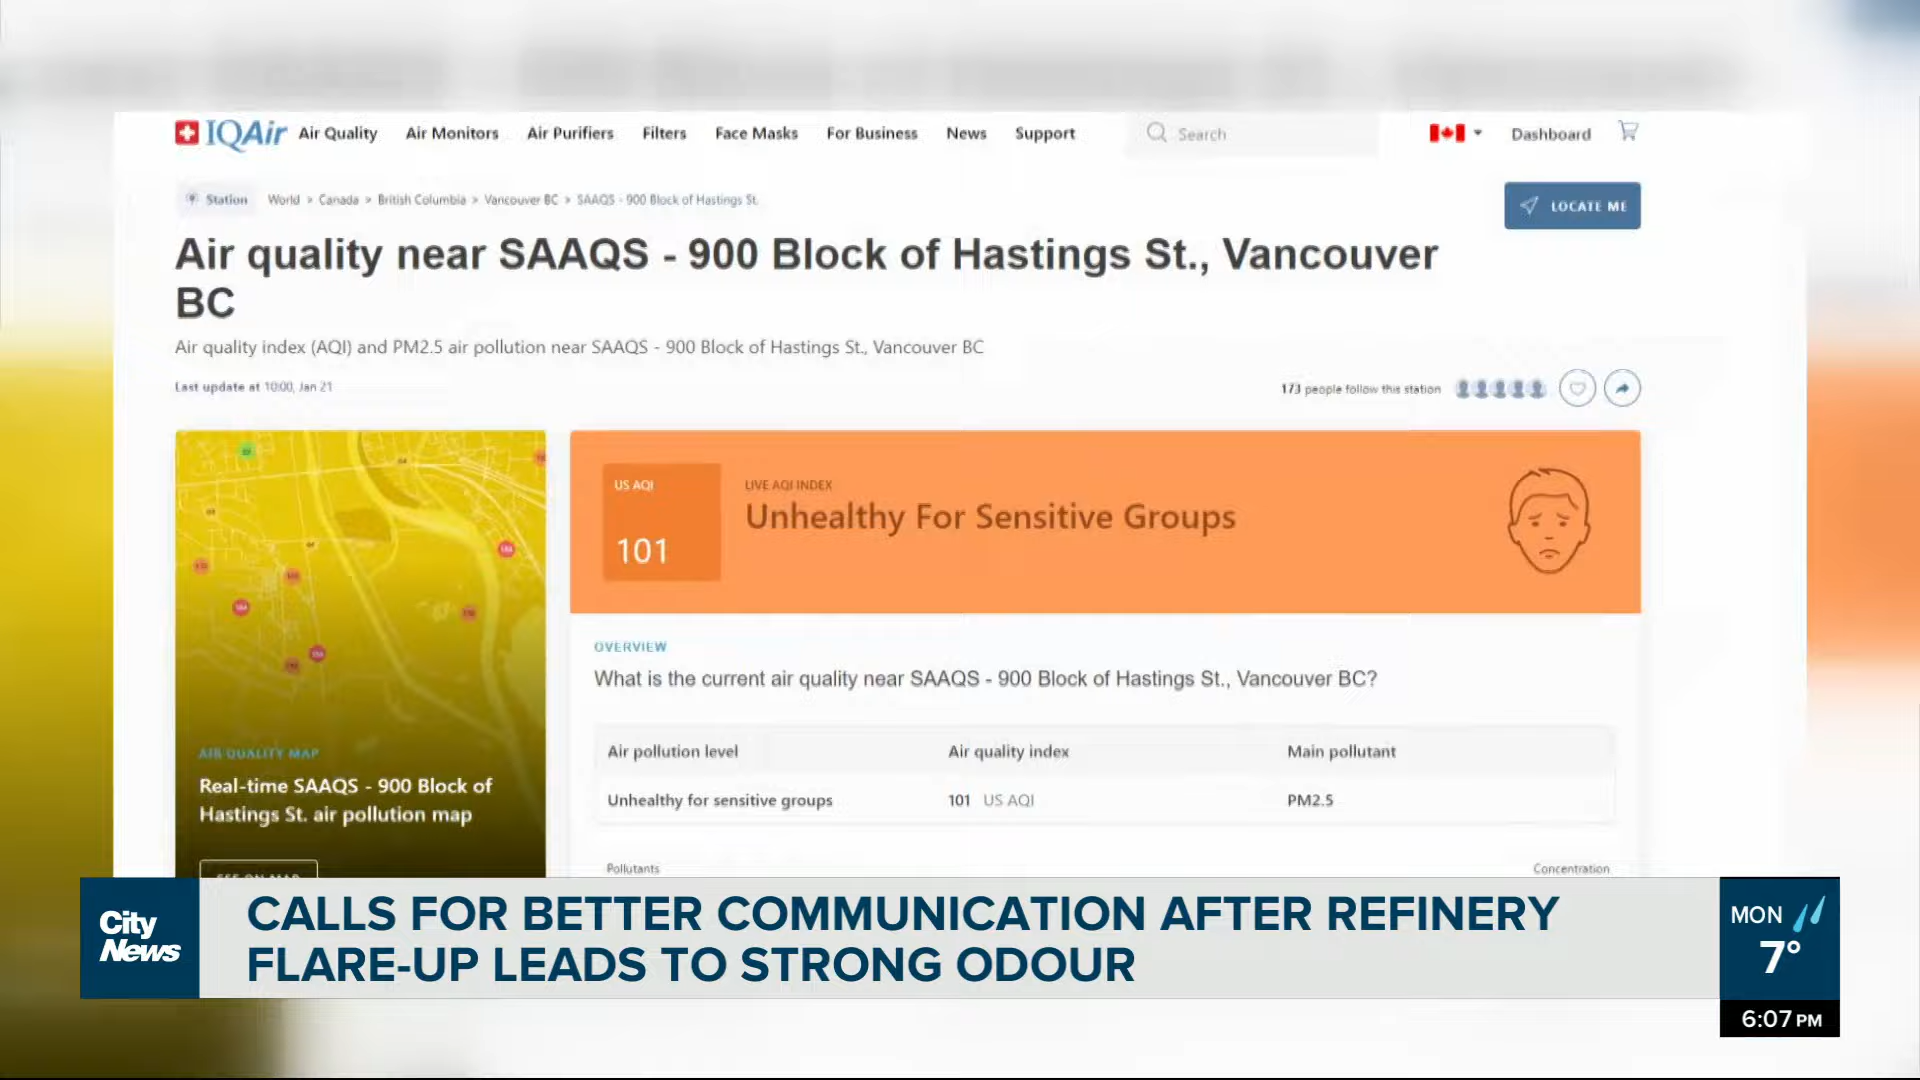 IQAir Air Quality Air Monitors Air Purifiers Filters Face Masks For Business News Support Search Dashboard
Station World > Canada > British Columbia > Vancouver BC > SAAQS - 900 Block of Hastings St.
LOCATE ME
Air quality near SAAQS - 900 Block of Hastings St., Vancouver
BC
Air quality index (AQI) and PM2.5 air pollution near SAAQS - 900 Block of Hastings St., Vancouver BC
Last update at 10:00, Jan 21
173 people follow this station
US AQI
101
LIVE AQI INDEX
Unhealthy For Sensitive Groups
AIR QUALITY MAP
Real-time SAAQS - 900 Block of
Hastings St. air pollution map
SEE ON MAP
OVERVIEW
What is the current air quality near SAAQS - 900 Block of Hastings St., Vancouver BC?
Air pollution level Air quality index Main pollutant
Unhealthy for sensitive groups 101 US AQI PM2.5
Pollutants Concentration
City
News
CALLS FOR BETTER COMMUNICATION AFTER REFINERY
FLARE-UP LEADS TO STRONG ODOUR
MON
7°
6:07 PM